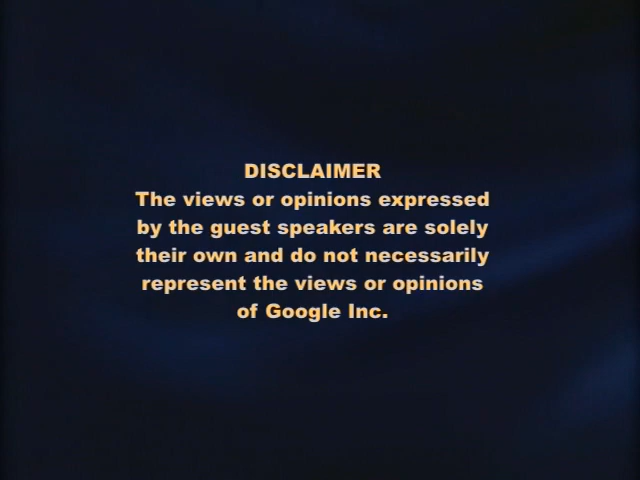 DISCLAIMER
The views or opinions expressed
by the guest speakers are solely
their own and do not necessarily
represent the views or opinions
of Google Inc.